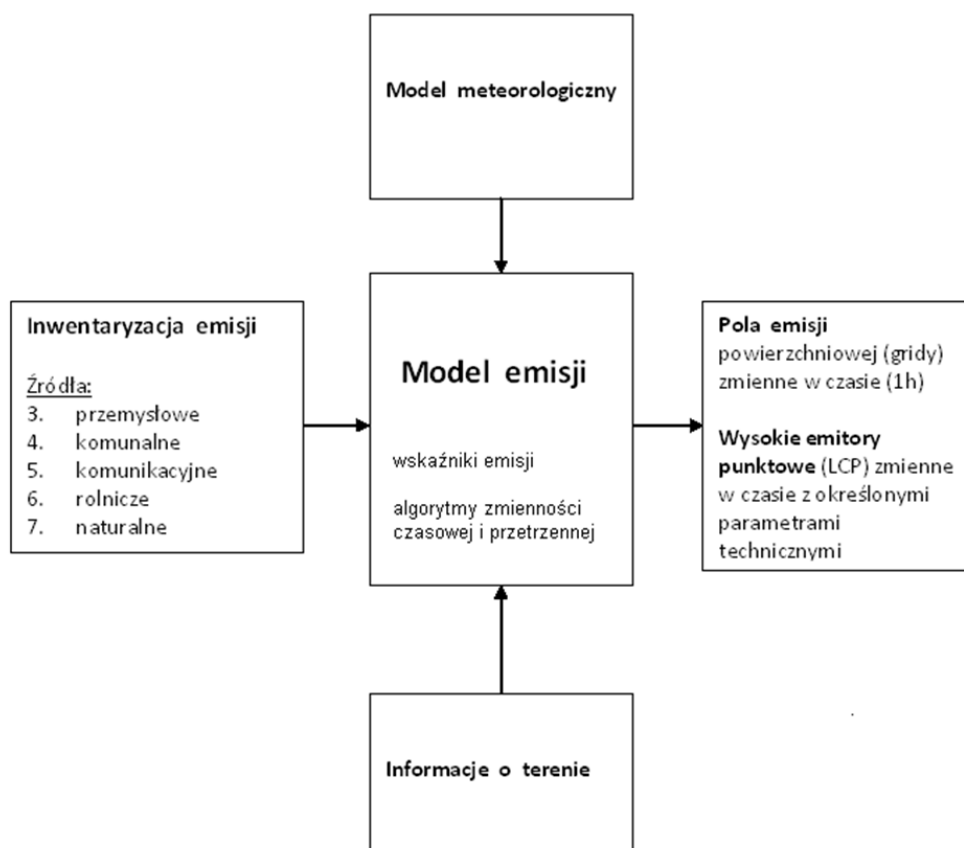 Model meteorologiczny
Inwentaryzacja emisji
Źródła:
3. przemysłowe
4. komunalne
5. komunikacyjne
6. rolnicze
7. naturalne
Model emisji
wskaźniki emisji
algorytmy zmienności
czasowej i przetrzennej
Pola emisji
powierzchniowej (gridy)
zmienne w czasie (1h)
Wysokie emitory
punktowe (LCP) zmienne
w czasie z określonymi
parametrami
technicznymi
Informacje o terenie
.